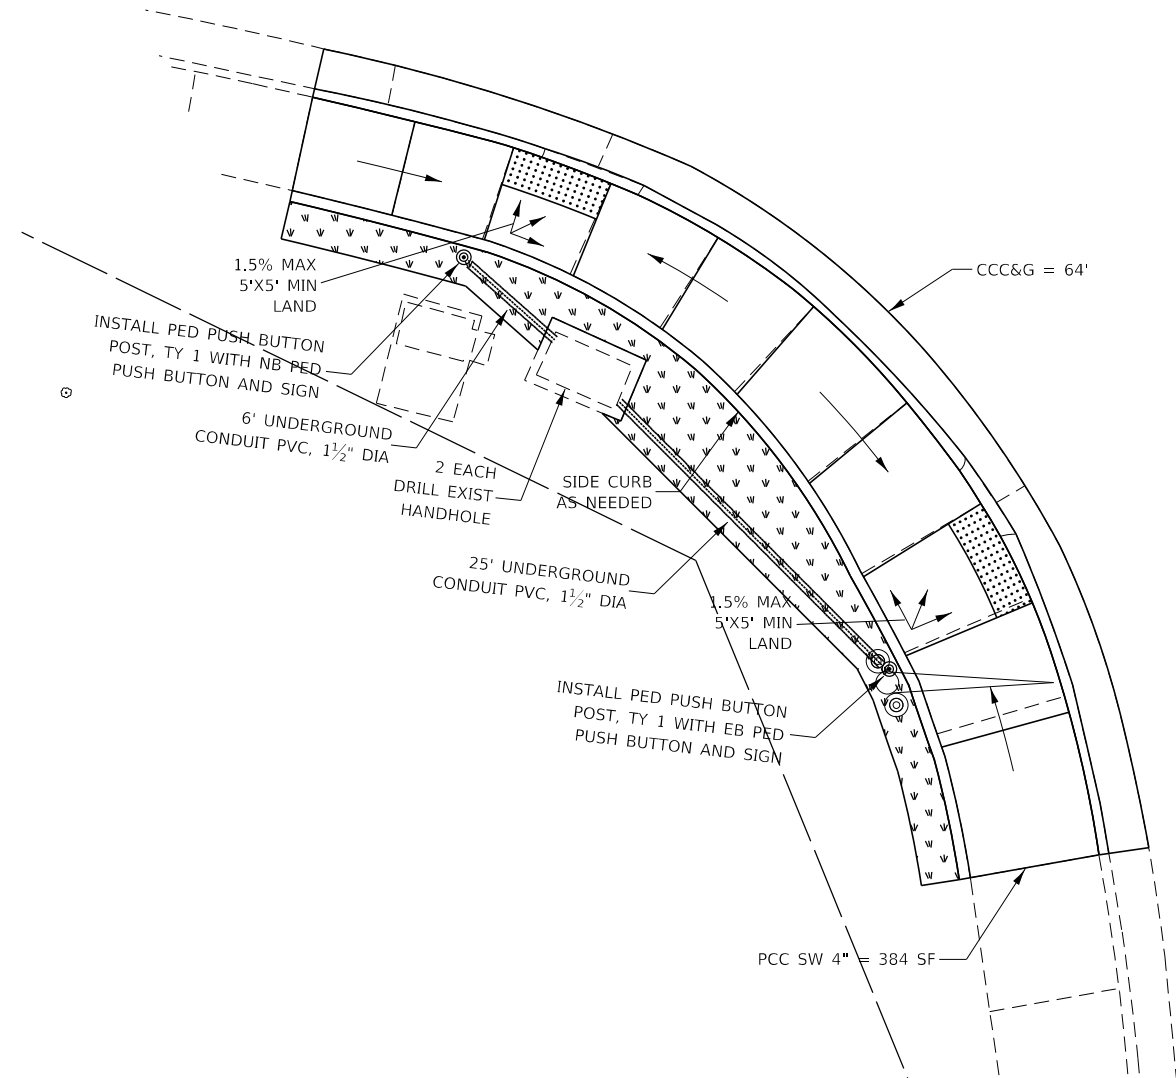 CCC&G = 64'
1.5% MAX
5'X5' MIN
LAND
INSTALL PED PUSH BUTTON
POST, TY 1 WITH NB PED
PUSH BUTTON AND SIGN
6' UNDERGROUND
CONDUIT PVC, 1½" DIA
2 EACH
DRILL EXIST
HANDHOLE
SIDE CURB
AS NEEDED
25' UNDERGROUND
CONDUIT PVC, 1½" DIA
1.5% MAX
5'X5' MIN
LAND
INSTALL PED PUSH BUTTON
POST, TY 1 WITH EB PED
PUSH BUTTON AND SIGN
PCC SW 4" = 384 SF